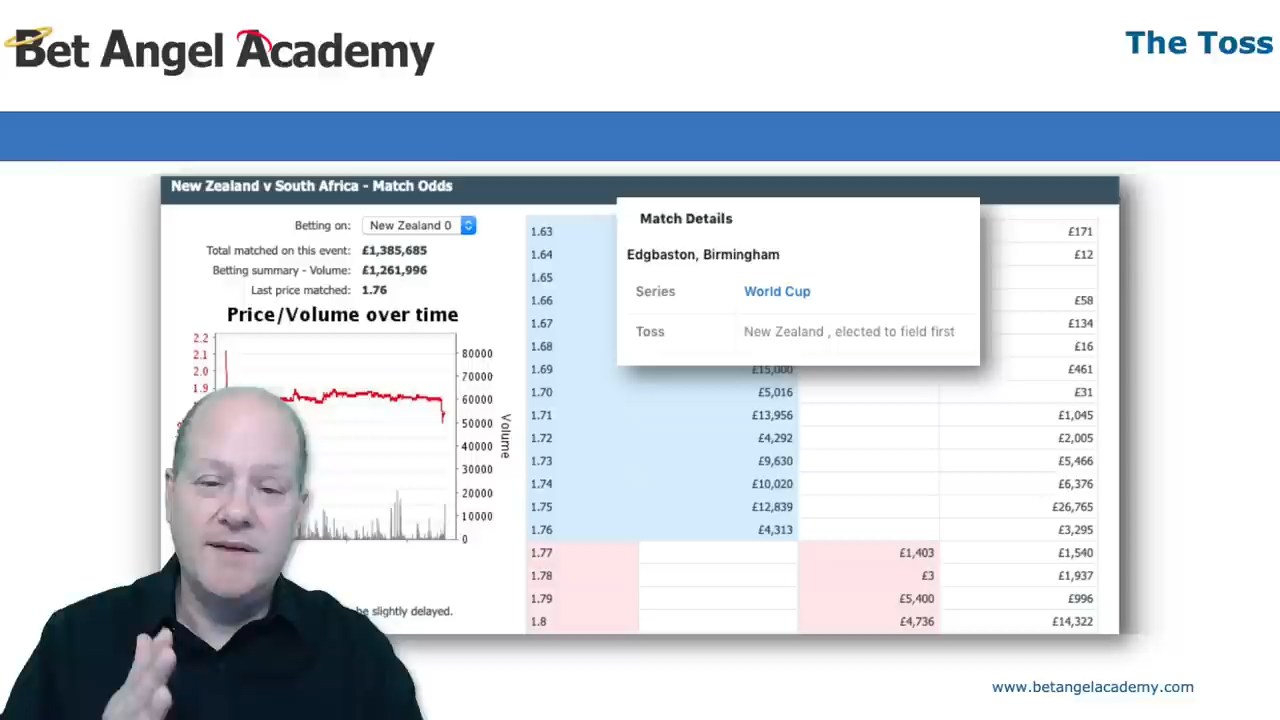 Bet Angel Academy
The Toss
New Zealand v South Africa - Match Odds
Betting on: New Zealand 0
Total matched on this event: £1,385,685
Betting summary - Volume: £1,261,996
Last price matched: 1.76
Price/Volume over time
2.2
2.1
2.0
1.9
80000
70000
60000
50000
40000
30000
20000
10000
0
Volume
be slightly delayed.
Match Details
Edgbaston, Birmingham
Series World Cup
Toss New Zealand , elected to field first
1.63 £171
1.64 £12
1.65
1.66 £58
1.67 £134
1.68 £16
1.69 £15,000 £461
1.70 £5,016 £31
1.71 £13,956 £1,045
1.72 £4,292 £2,005
1.73 £9,630 £5,466
1.74 £10,020 £6,376
1.75 £12,839 £26,765
1.76 £4,313 £3,295
1.77 £1,403 £1,540
1.78 £3 £1,937
1.79 £5,400 £996
1.8 £4,736 £14,322
www.betangelacademy.com